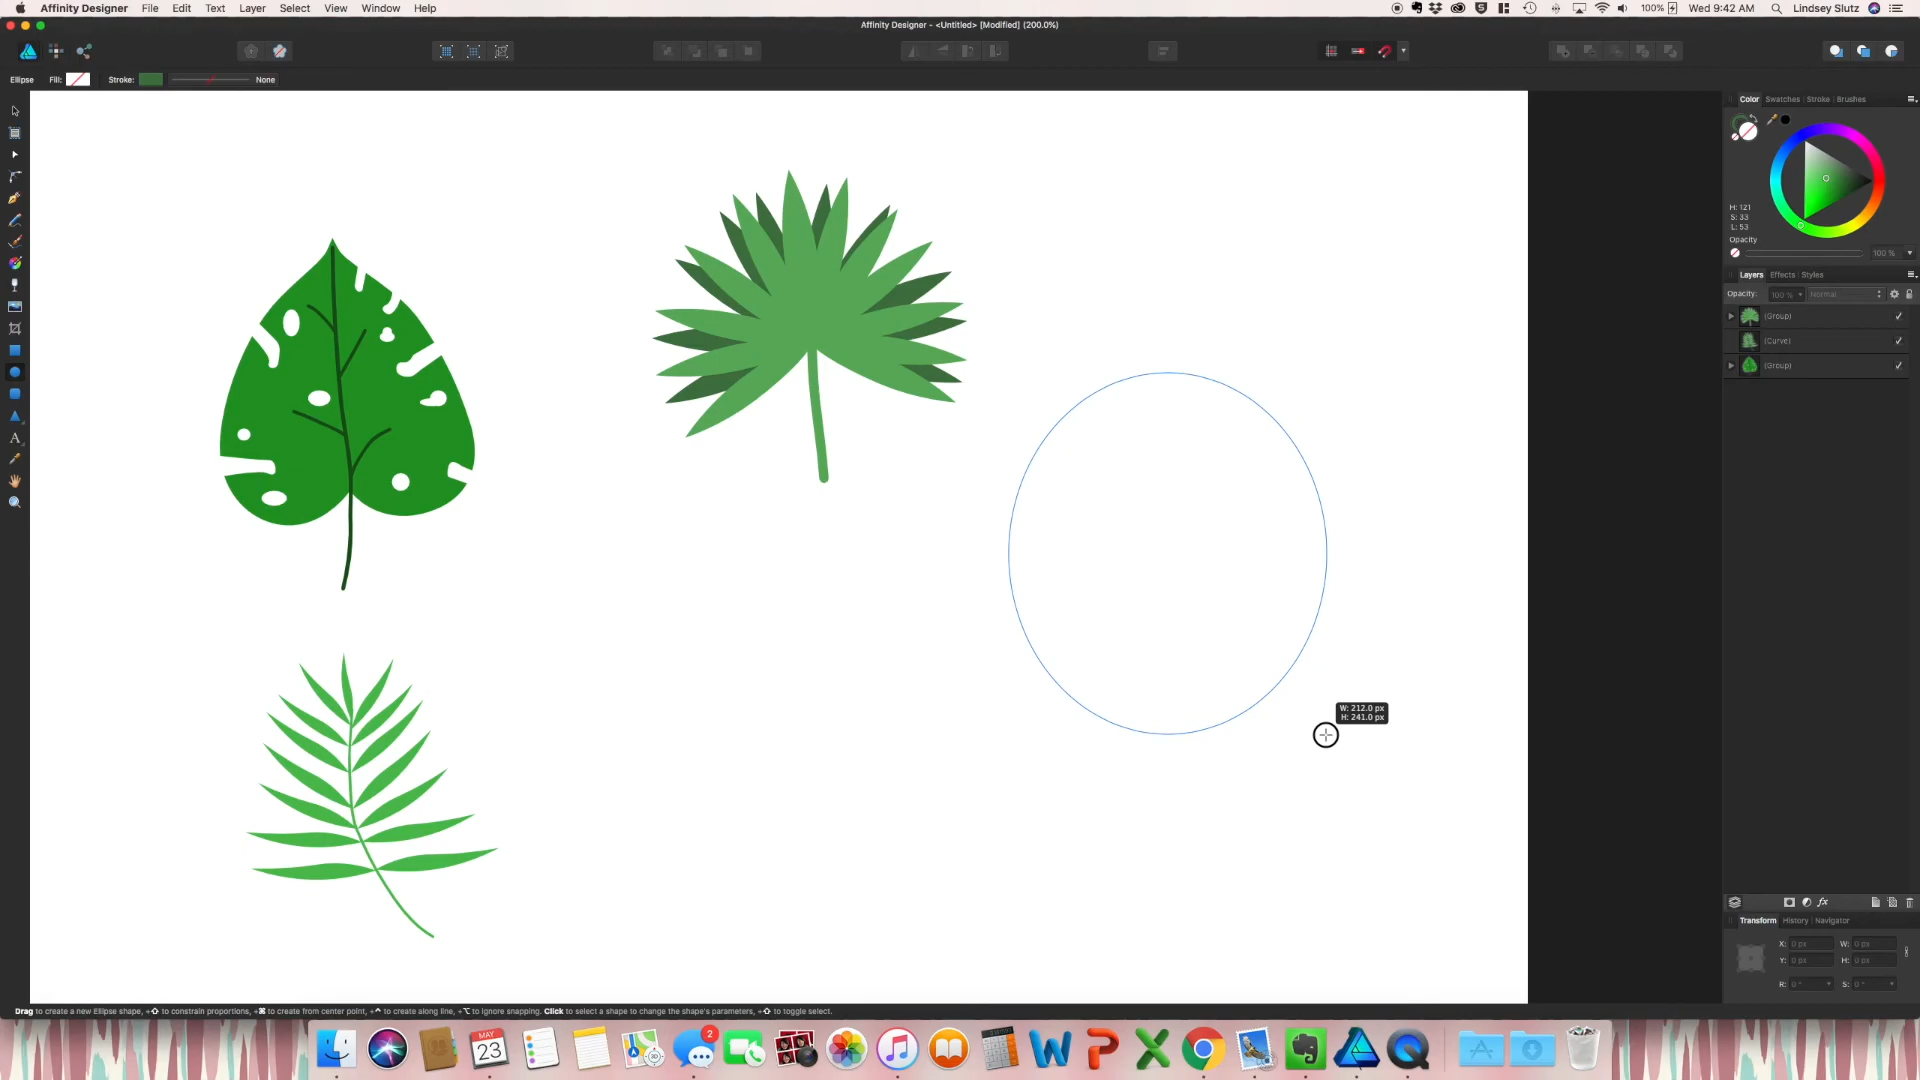 Affinity Designer File Edit Text Layer Select View Window Help 100% Wed 9:42 AM Lindsey Slutz
Affinity Designer - <Untitled> [Modified] (200.0%)
Ellipse Fill: Stroke: None
Color Swatches Stroke Brushes
H: 121
S: 33
L: 53
Opacity
100 %
Layers Effects Styles
Opacity: 100 % Normal
(Group)
(Curve)
(Group)
W: 212.0 px
H: 241.0 px
A
Transform History Navigator
X: 0 px W: 0 px
Y: 0 px H: 0 px
R: 0 ° S: 0 °
Drag to create a new Ellipse shape, +⇧ to constrain proportions, +⌘ to create from center point, +⌃ to create along line, +⌥ to ignore snapping. Click to select a shape to change the shape's parameters, +⇧ to toggle select.
MAY
23
3D
2
W P X